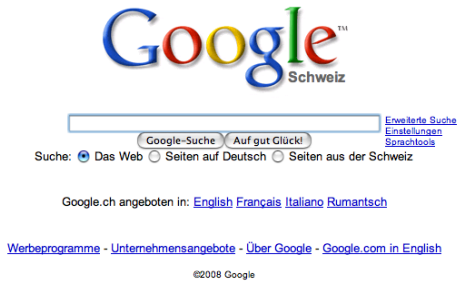 Google™
Schweiz
Erweiterte Suche
Einstellungen
Sprachtools
Google-Suche Auf gut Glück!
Suche: Das Web Seiten auf Deutsch Seiten aus der Schweiz
Google.ch angeboten in: English Français Italiano Rumantsch
Werbeprogramme - Unternehmensangebote - Über Google - Google.com in English
©2008 Google